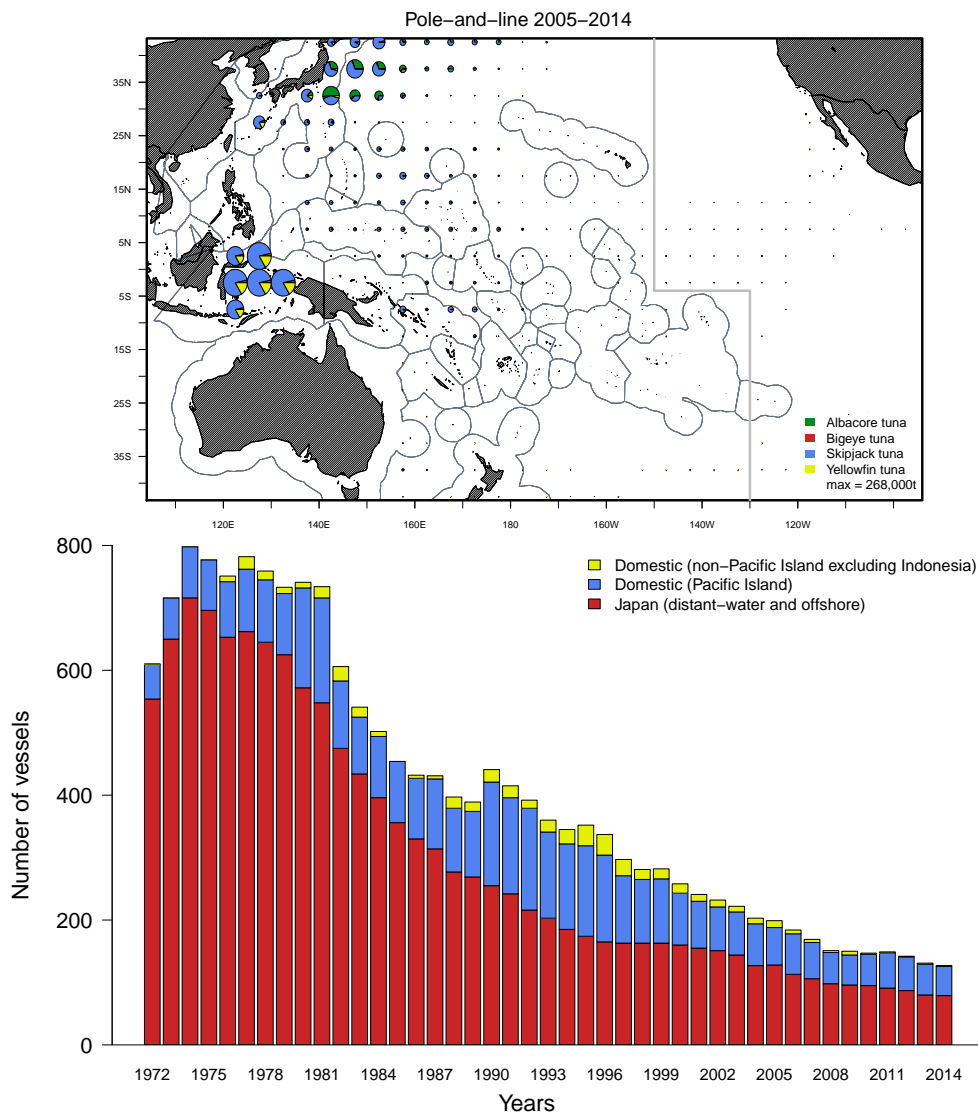 Pole−and−line 2005−2014
35N
25N
15N
5N
5S
15S
25S
35S
Albacore tuna
Bigeye tuna
Skipjack tuna
Yellowfin tuna
max = 268,000t
120E 140E 160E 180 160W 140W 120W
800
600
400
200
0
Number of vessels
Domestic (non−Pacific Island excluding Indonesia)
Domestic (Pacific Island)
Japan (distant−water and offshore)
1972 1975 1978 1981 1984 1987 1990 1993 1996 1999 2002 2005 2008 2011 2014
Years